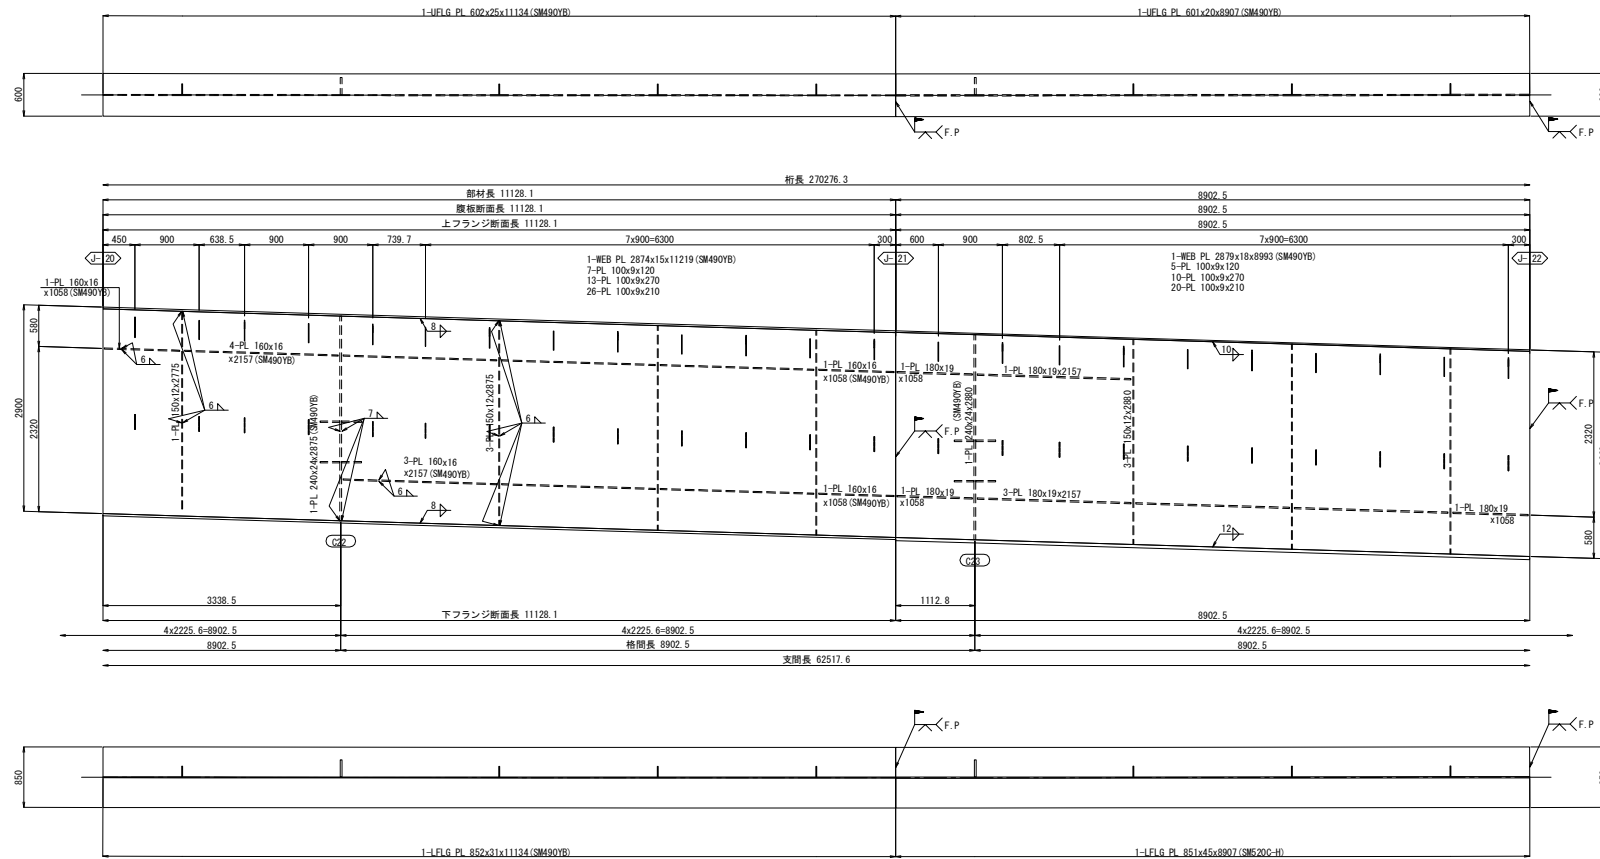 1-UFLG PL 602x25x11134(SM490YB)
1-UFLG PL 601x20x8907(SM490YB)
600
F.P
F.P
桁長 270276.3
部材長 11128.1
8902.5
腹板断面長 11128.1
8902.5
上フランジ断面長 11128.1
8902.5
450
900
638.5
900
900
739.7
7x900=6300
300
600
900
802.5
7x900=6300
300
J-20
J-21
J-22
1-WEB PL 2874x15x11219(SM490YB)
7-PL 100x9x120
13-PL 100x9x270
26-PL 100x9x210
1-WEB PL 2879x18x8993(SM490YB)
5-PL 100x9x120
10-PL 100x9x270
20-PL 100x9x210
1-PL 160x16
x1058(SM490YB)
580
2900
2320
6
4-PL 160x16
x2157(SM490YB)
8
10
1-PL 150x12x2775
6
1-PL 240x24x2875(SM490YB)
7
3-PL 150x12x2875
6
1-PL 160x16
x1058(SM490YB)
1-PL 180x19
x1058
1-PL 180x19x2157
1-PL 240x24x2880
(SM490YB)
3-PL 150x12x2880
F.P
F.P
2320
580
3-PL 160x16
x2157(SM490YB)
6
8
1-PL 160x16
x1058(SM490YB)
1-PL 180x19
x1058
3-PL 180x19x2157
1-PL 180x19
x1058
12
C22
C23
3338.5
1112.8
下フランジ断面長 11128.1
8902.5
4x2225.6=8902.5
4x2225.6=8902.5
4x2225.6=8902.5
8902.5
格間長 8902.5
8902.5
支間長 62517.6
F.P
F.P
850
1-LFLG PL 852x31x11134(SM490YB)
1-LFLG PL 851x45x8907(SM520C-H)